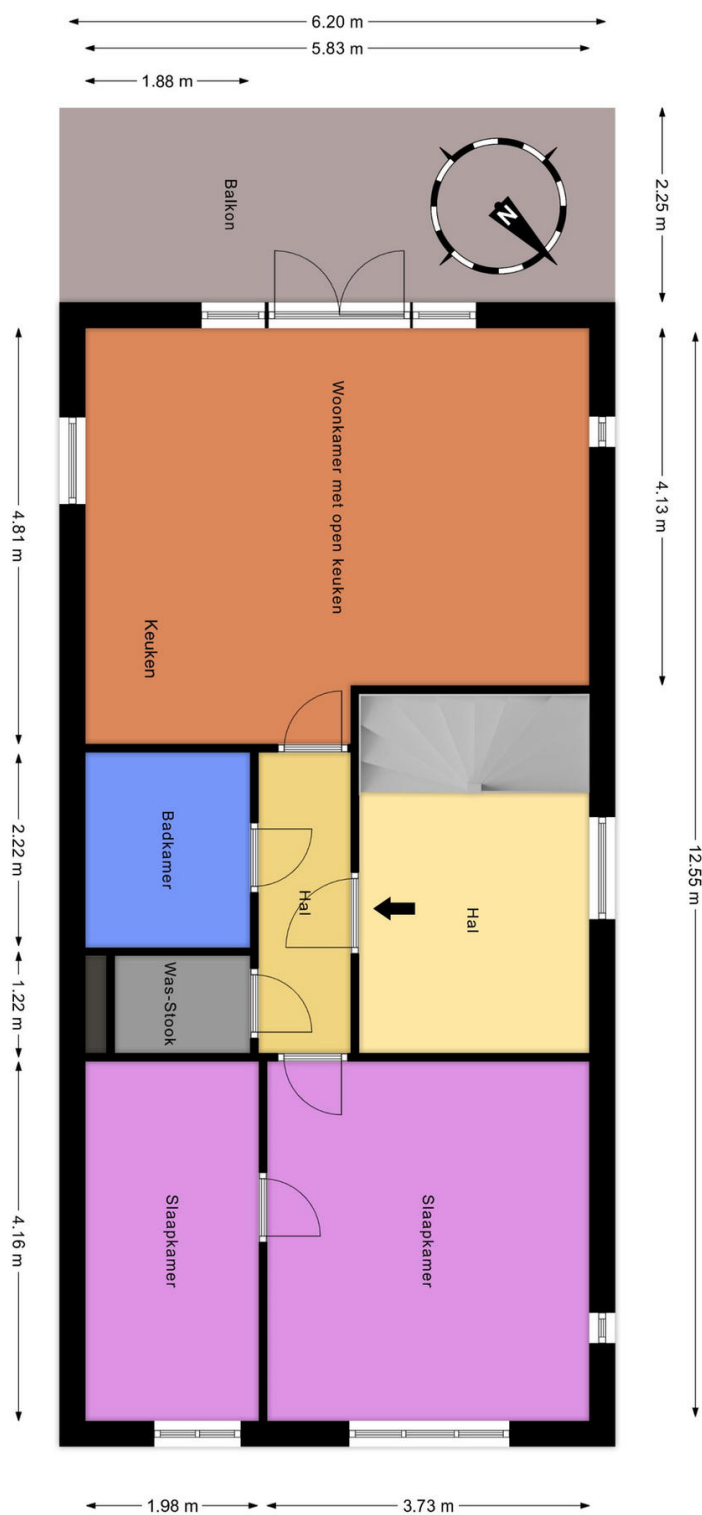 6.20 m
5.83 m
1.88 m
Balkon
N
2.25 m
Woonkamer met open keuken
4.13 m
4.81 m
Keuken
Badkamer
2.22 m
Hal
Hal
12.55 m
Was-Stook
1.22 m
Slaapkamer
Slaapkamer
4.16 m
1.98 m
3.73 m